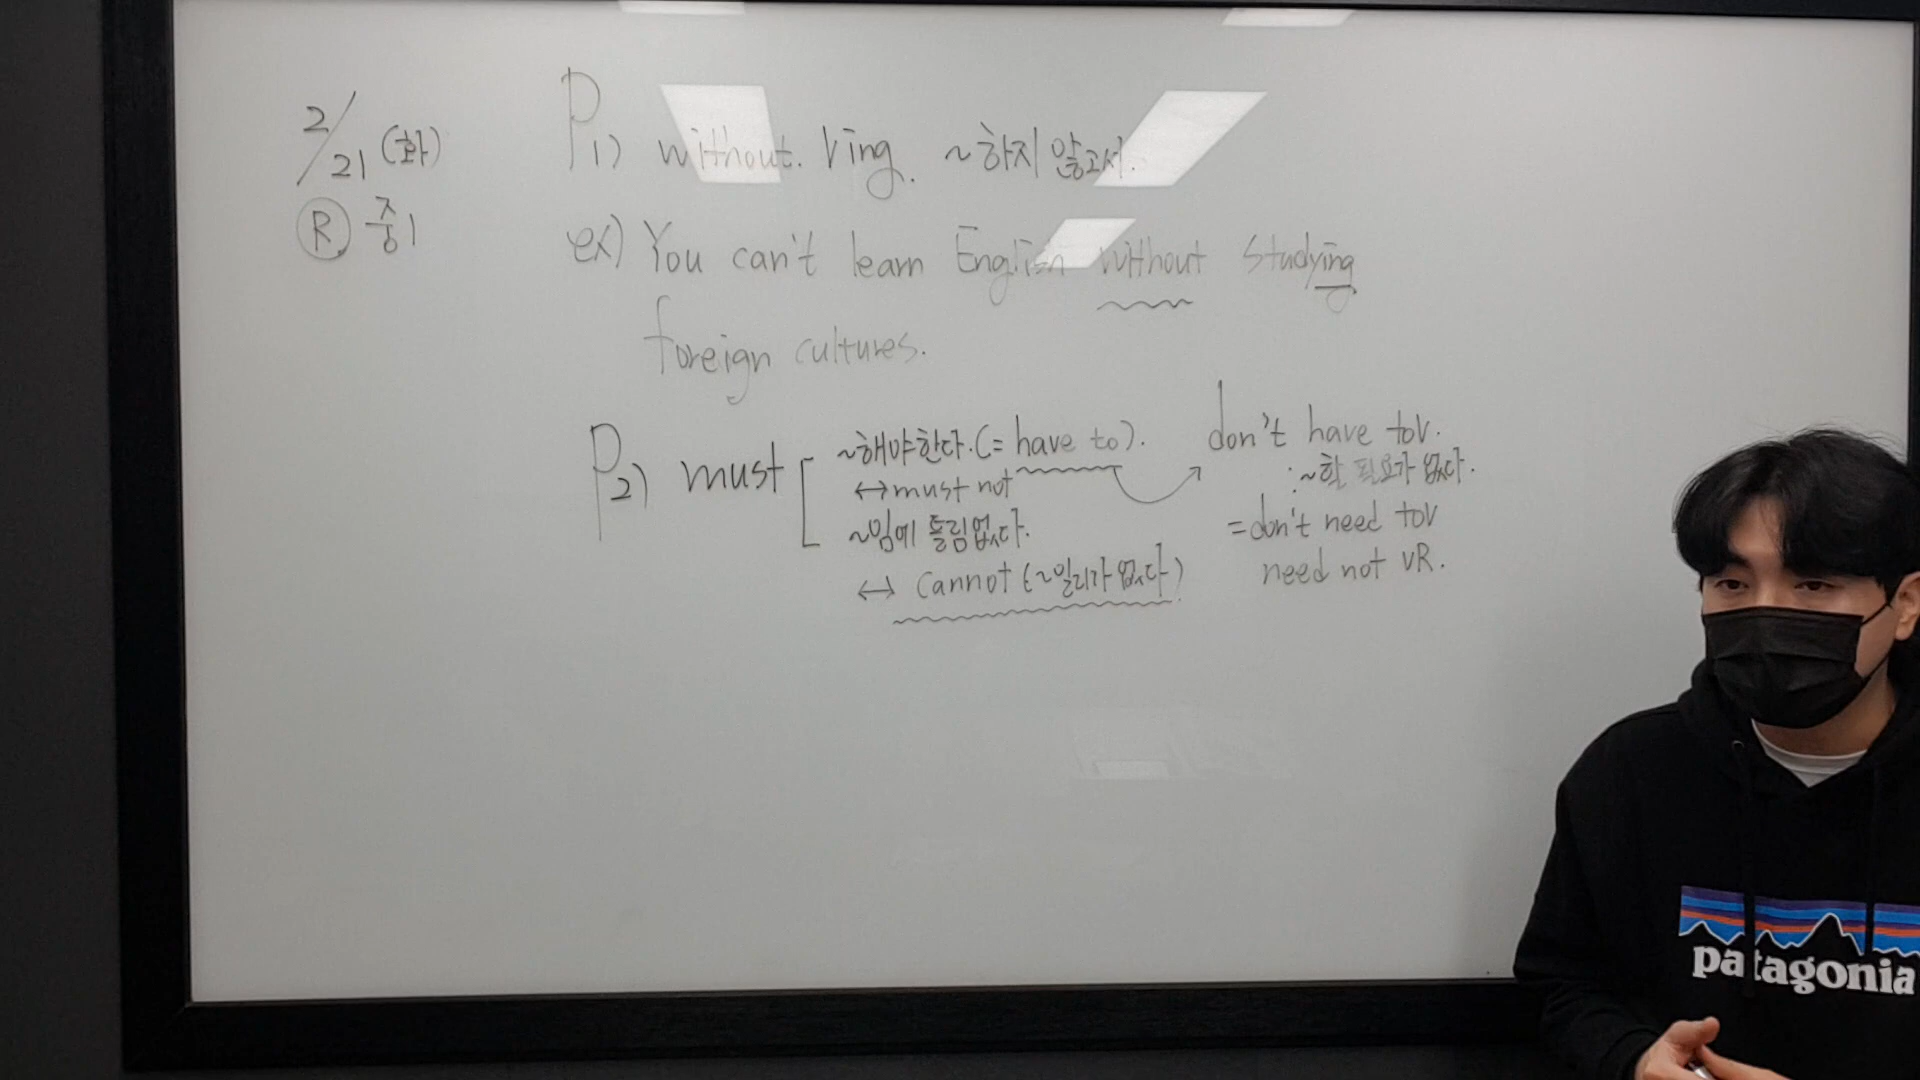 2/21 (화)
Ⓡ 중1
P1) without. Ving. ~하지 않고서.
ex) You can't learn English without studying
foreign cultures.
P2) must
~해야한다.(= have to).
↔ must not
~임에 틀림없다.
↔ cannot (~일리가 없다)
don't have toV.
: ~할 필요가 없다.
= don't need toV
need not VR.
patagonia